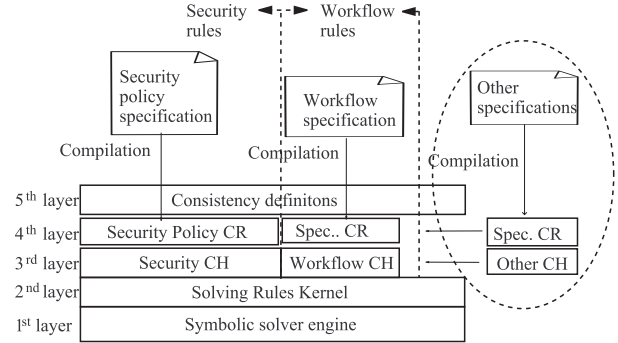 Security rules
Workflow rules
Security policy specification
Workflow specification
Other specifications
Compilation
Compilation
Compilation
5th layer
Consistency definitons
4th layer
Security Policy CR
Spec.. CR
Spec. CR
3rd layer
Security CH
Workflow CH
Other CH
2nd layer
Solving Rules Kernel
1st layer
Symbolic solver engine